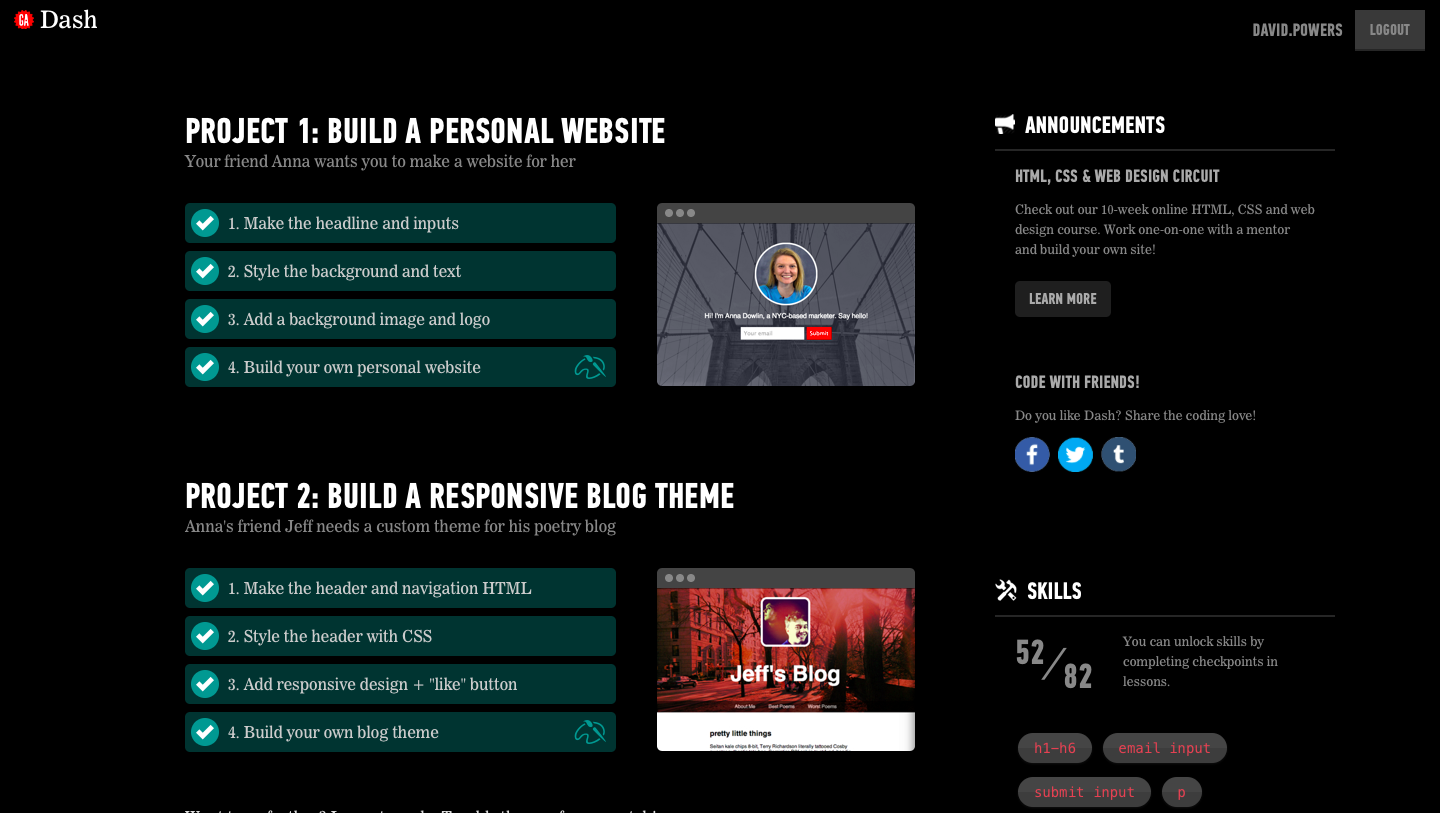 GA Dash
DAVID.POWERS
LOGOUT
PROJECT 1: BUILD A PERSONAL WEBSITE
Your friend Anna wants you to make a website for her
1. Make the headline and inputs
2. Style the background and text
3. Add a background image and logo
4. Build your own personal website
Hi! I'm Anna Dowlin, a NYC-based marketer. Say hello!
Your email
Submit
PROJECT 2: BUILD A RESPONSIVE BLOG THEME
Anna's friend Jeff needs a custom theme for his poetry blog
1. Make the header and navigation HTML
2. Style the header with CSS
3. Add responsive design + "like" button
4. Build your own blog theme
Jeff's Blog
About Me
Best Poems
Worst Poems
pretty little things
Seitan kale chips 8-bit, Terry Richardson literally tattooed Cosby
ANNOUNCEMENTS
HTML, CSS & WEB DESIGN CIRCUIT
Check out our 10-week online HTML, CSS and web
design course. Work one-on-one with a mentor
and build your own site!
LEARN MORE
CODE WITH FRIENDS!
Do you like Dash? Share the coding love!
f
t
SKILLS
52/82
You can unlock skills by
completing checkpoints in
lessons.
h1-h6
email input
submit input
p